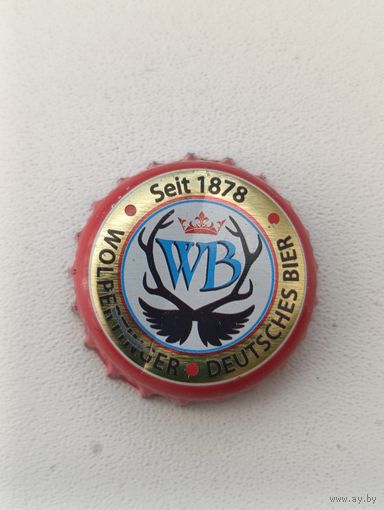 Seit 1878
WB
WOLPERTINGER • DEUTSCHES BIER
www.ay.by